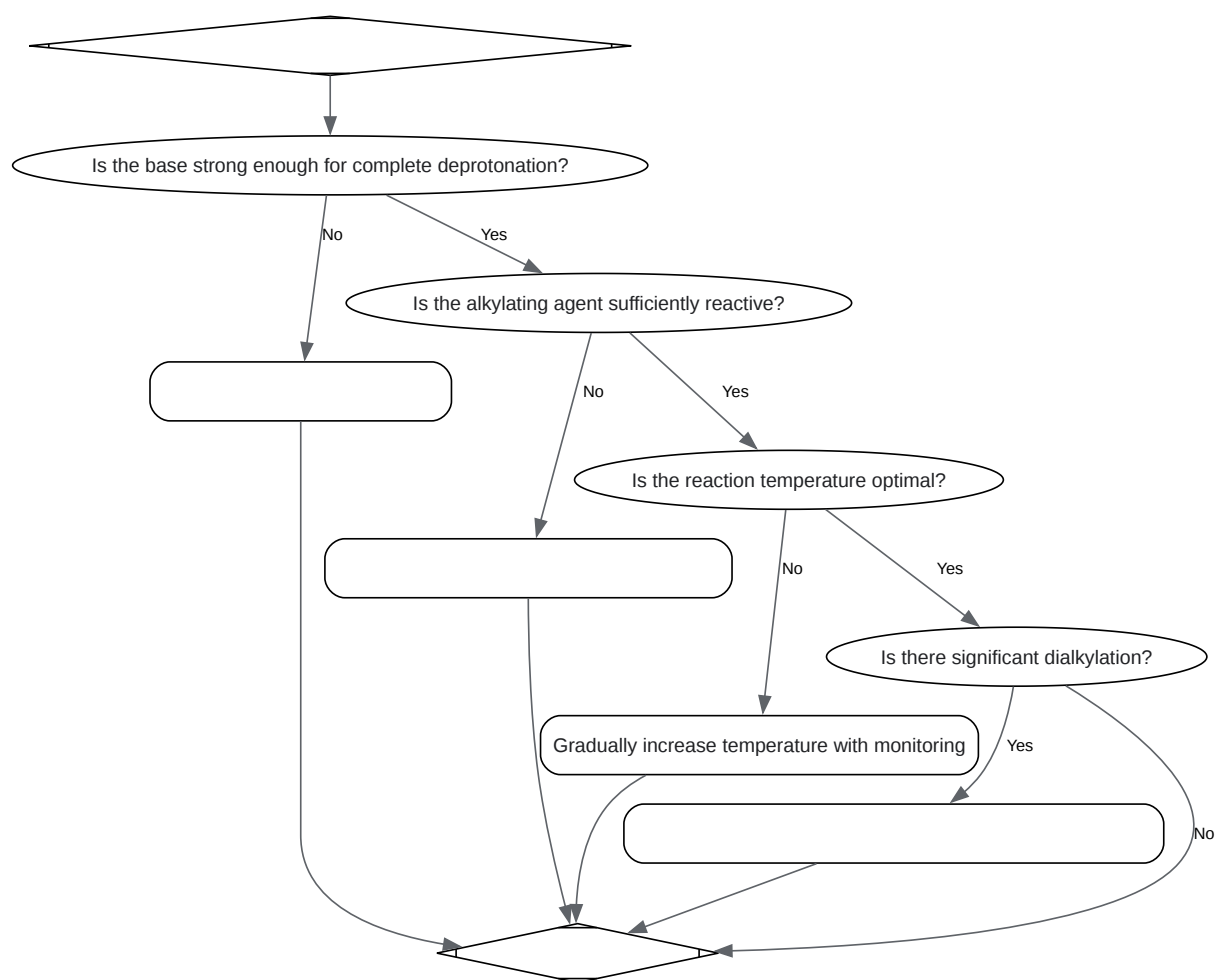 Is the base strong enough for complete deprotonation?
No
Yes
Is the alkylating agent sufficiently reactive?
No
Yes
Is the reaction temperature optimal?
No
Yes
Is there significant dialkylation?
Gradually increase temperature with monitoring
Yes
No